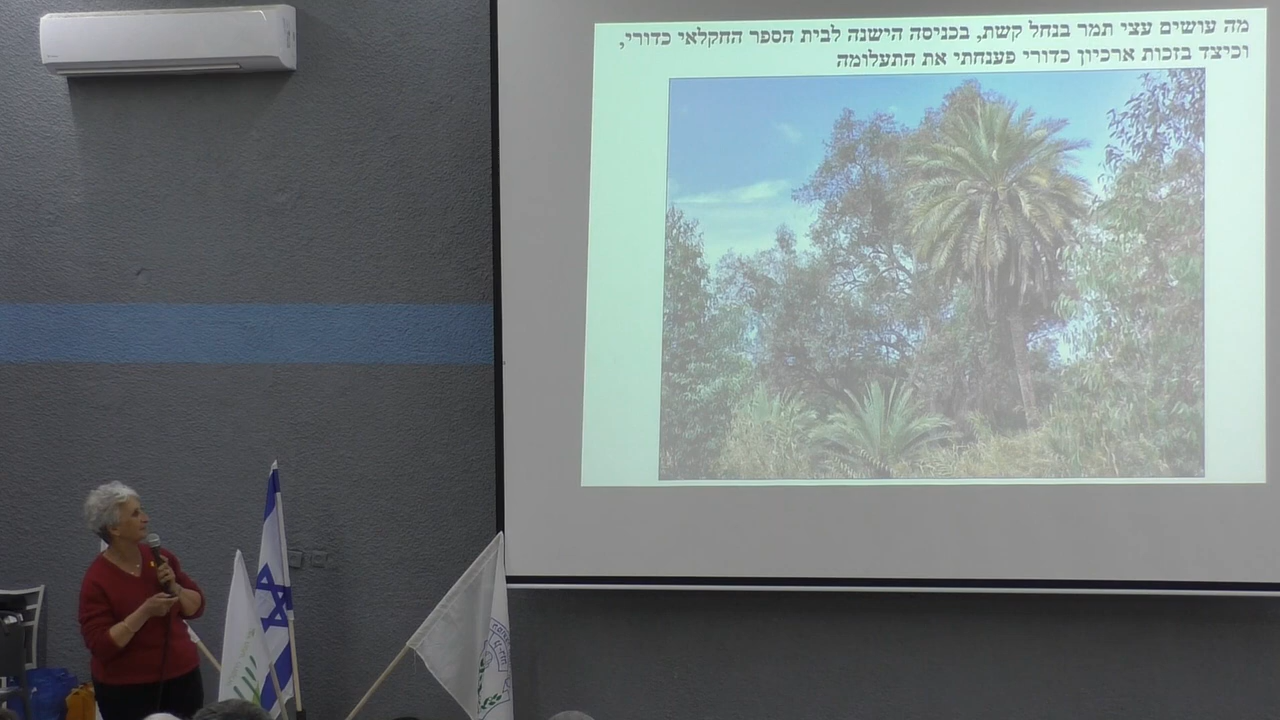 מה עושים עצי תמר בנחל קשת, בכניסה הישנה לבית הספר החקלאי כדורי,
וכיצד בזכות ארכיון כדורי פענחתי את התעלומה